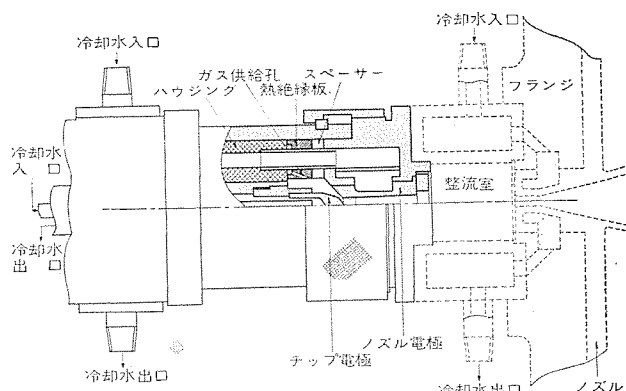 冷却水入口
冷却水入口
フランジ
ガス供給孔
スペーサー
ハウジング
熱絶縁板
冷却水
入口
整流室
冷却水
出口
チップ電極
ノズル電極
冷却水出口
冷却水出口
ノズル